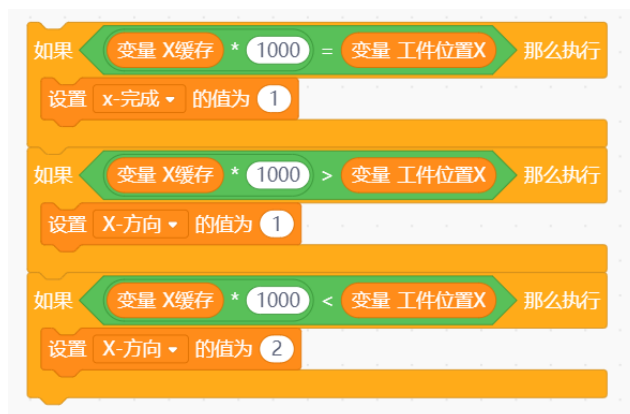 如果 变量 X缓存 * 1000 = 变量 工件位置X 那么执行
设置 x-完成 的值为 1
如果 变量 X缓存 * 1000 > 变量 工件位置X 那么执行
设置 X-方向 的值为 1
如果 变量 X缓存 * 1000 < 变量 工件位置X 那么执行
设置 X-方向 的值为 2